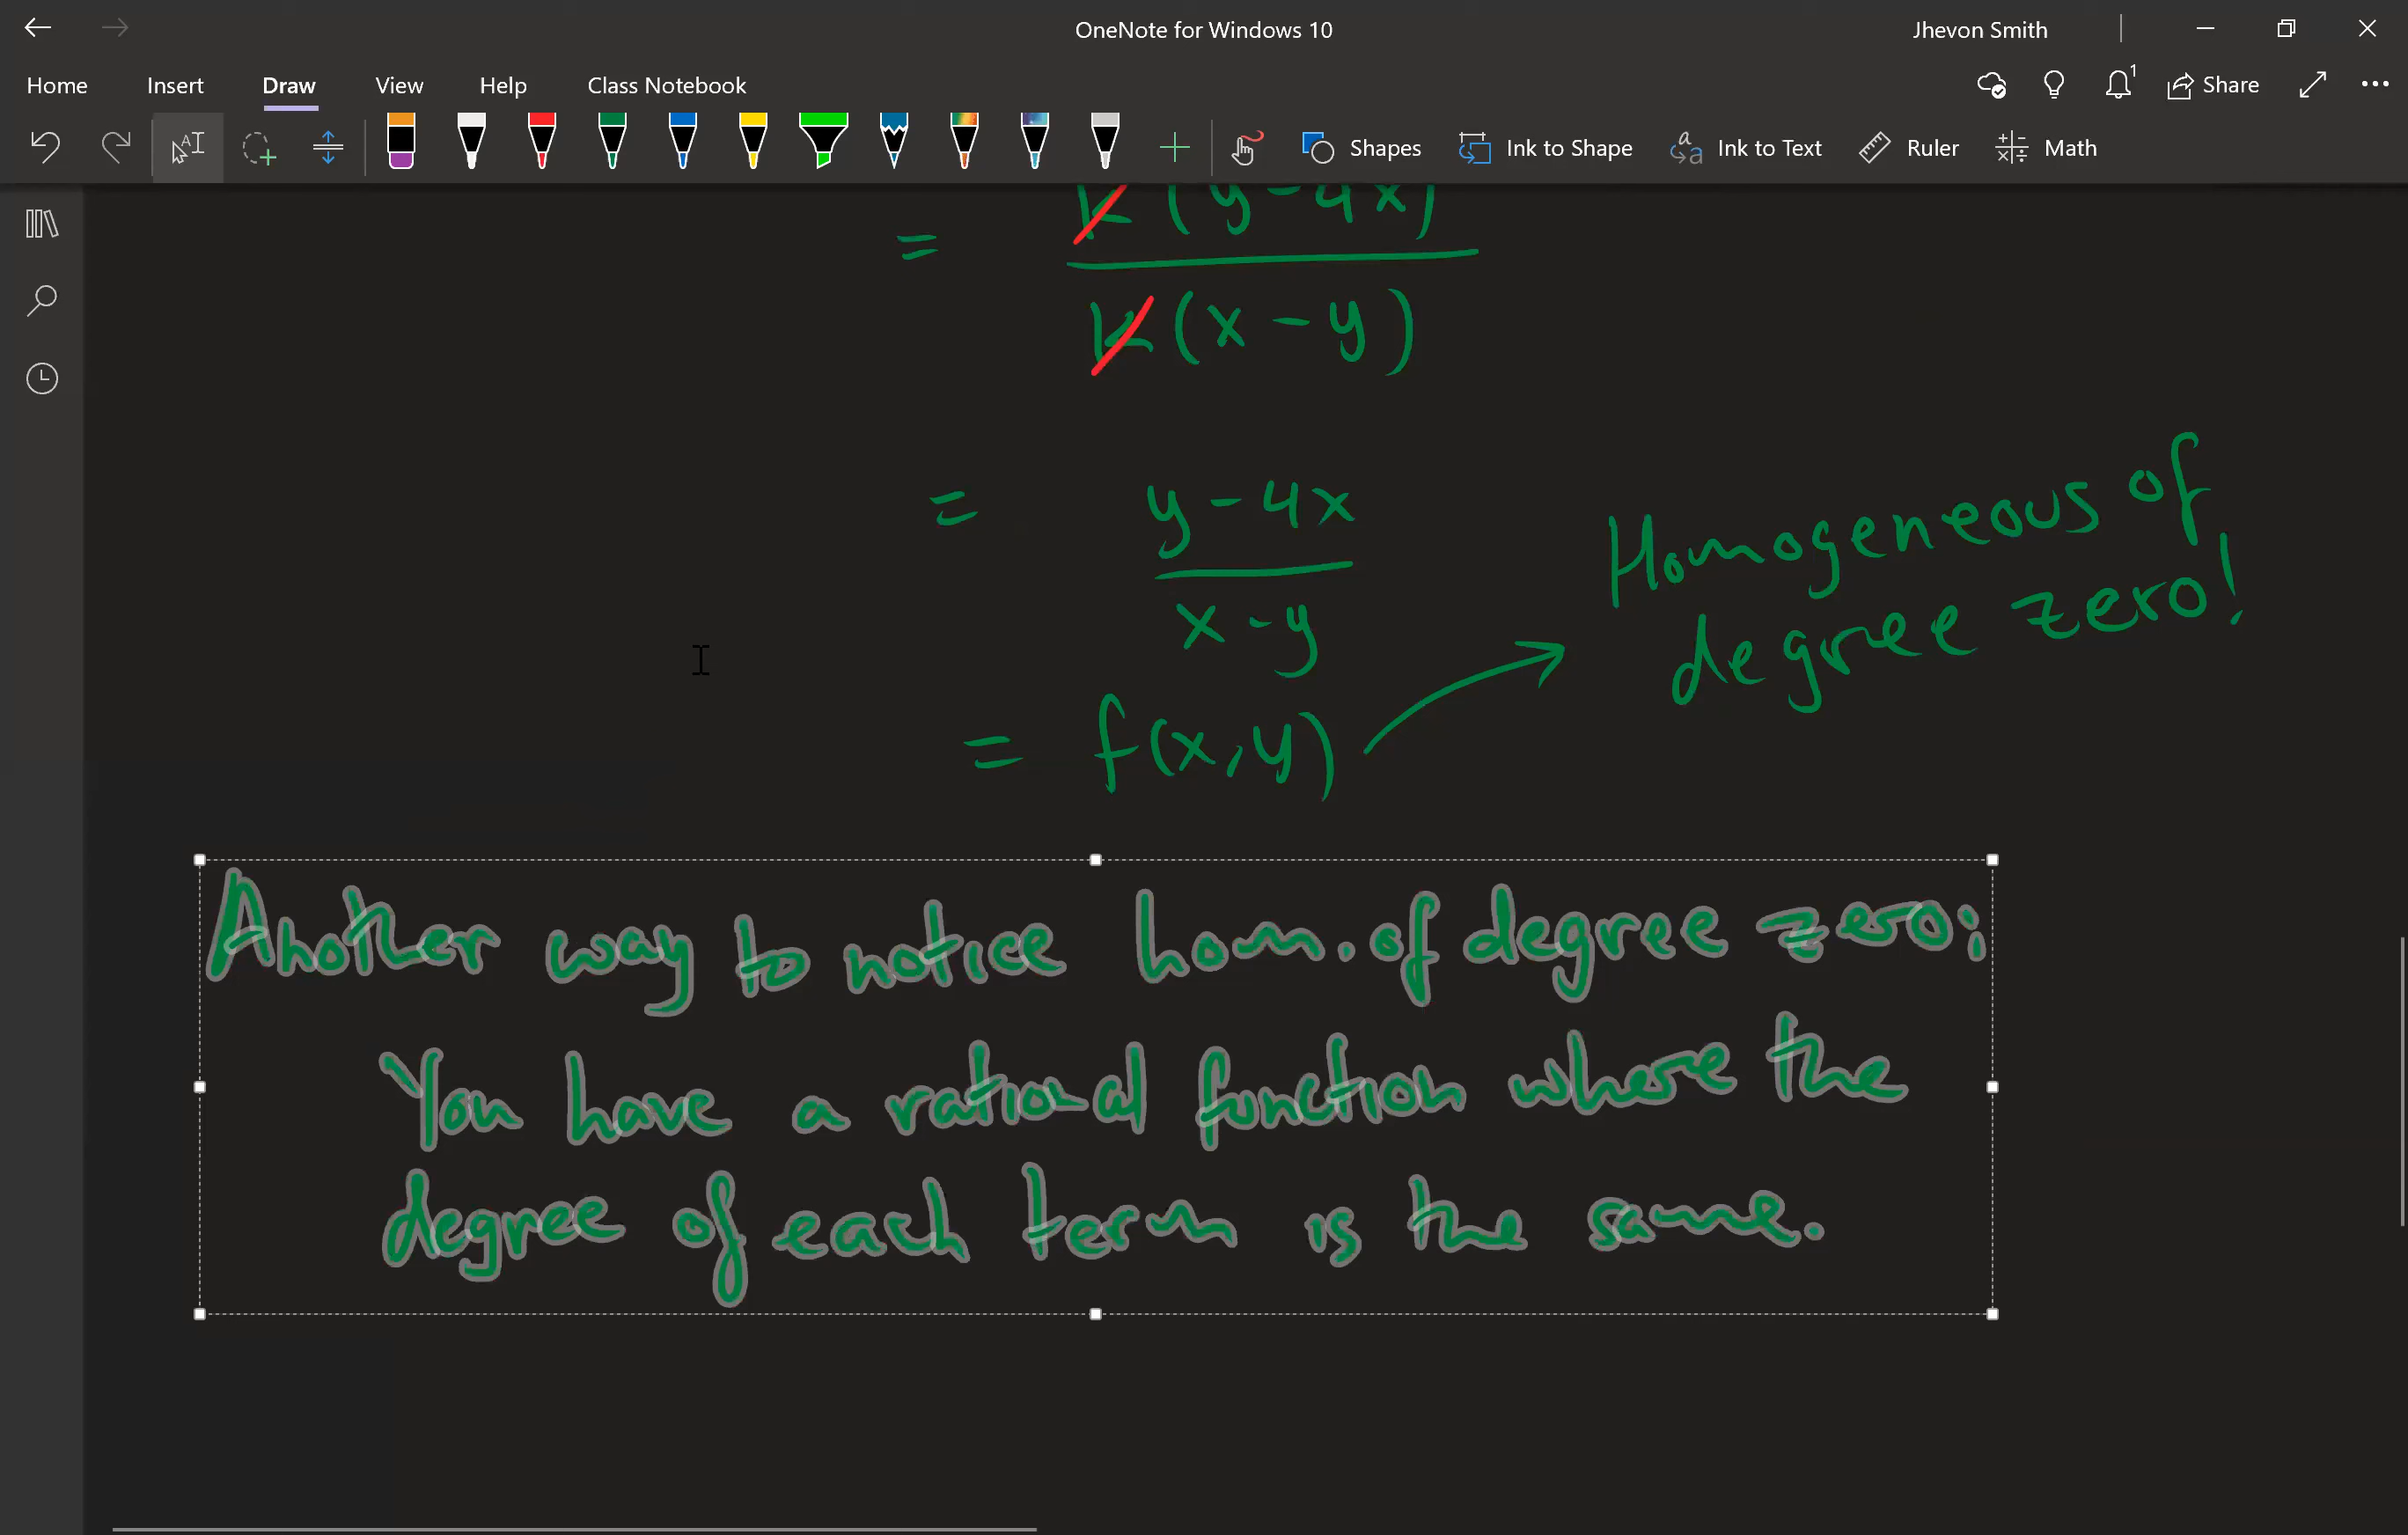 OneNote for Windows 10
Jhevon Smith
Home Insert Draw View Help Class Notebook
1 Share
Shapes Ink to Shape Ink to Text Ruler Math
k(y-4x)
=
k(x-y)
= y-4x
x-y
Homogeneous of
degree zero!
= f(x,y)
Another way to notice hom. of degree zero:
You have a rational function where the
degree of each term is the same.